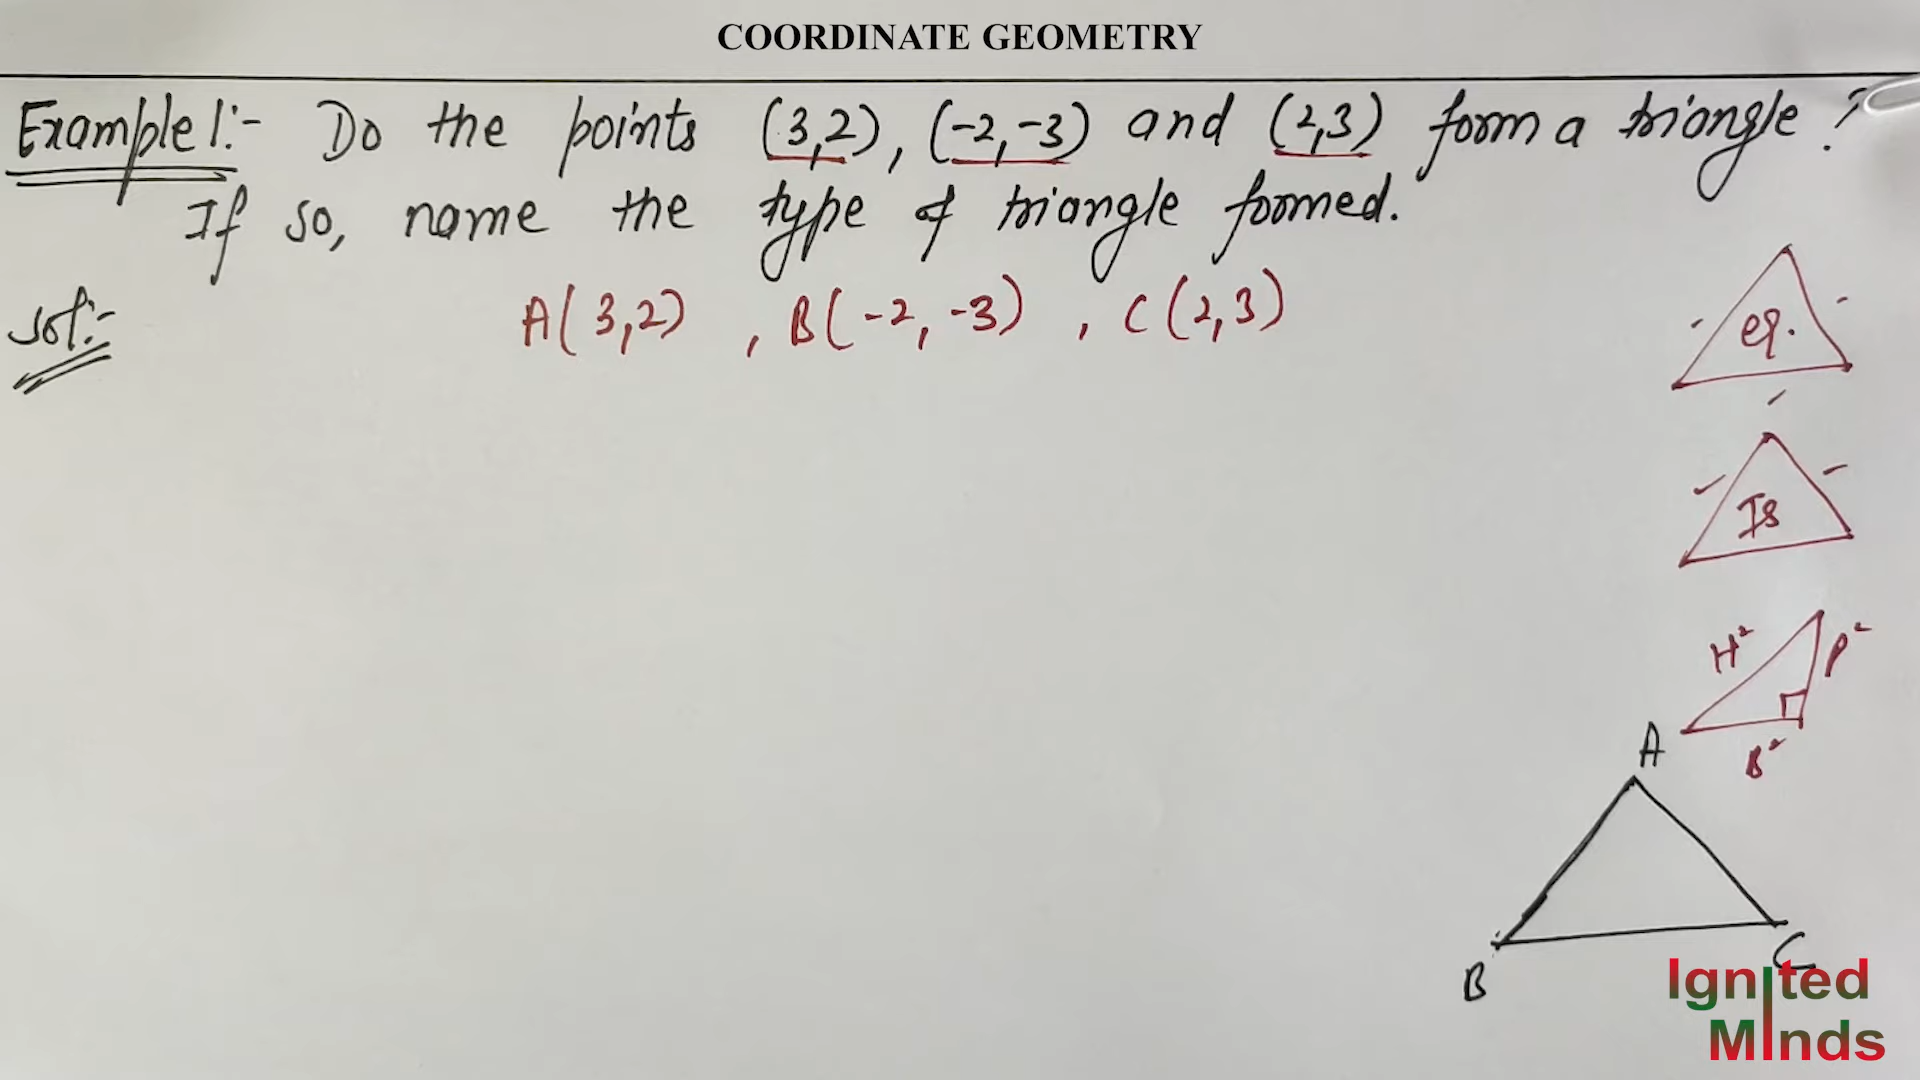 COORDINATE GEOMETRY
Example 1:- Do the points (3,2), (-2,-3) and (2,3) form a triangle?
If so, name the type of triangle formed.
Sol:-
A(3,2) , B(-2,-3) , C(2,3)
eq.
Is
H² P²
B²
A
B C
Ignited
Minds